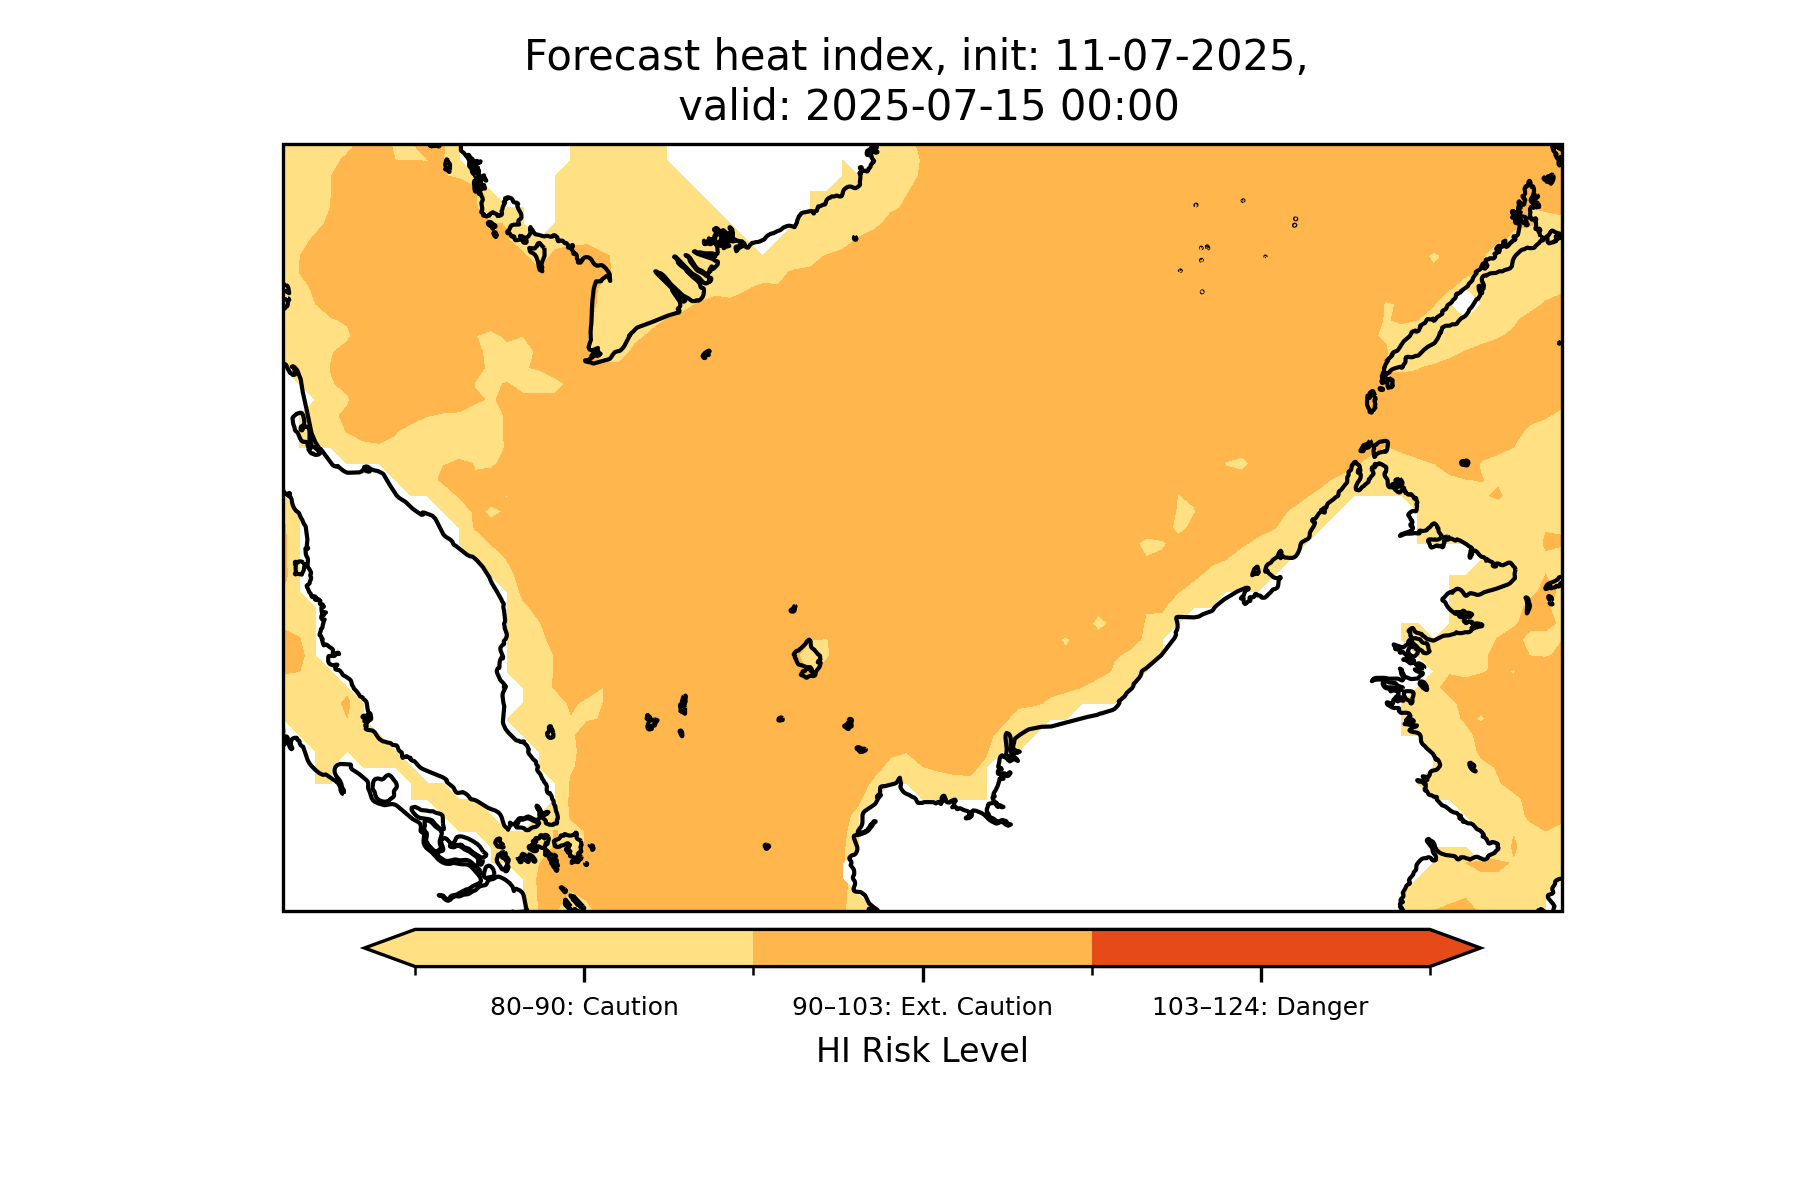 Forecast heat index, init: 11-07-2025,
valid: 2025-07-15 00:00
80–90: Caution
90–103: Ext. Caution
103–124: Danger
HI Risk Level